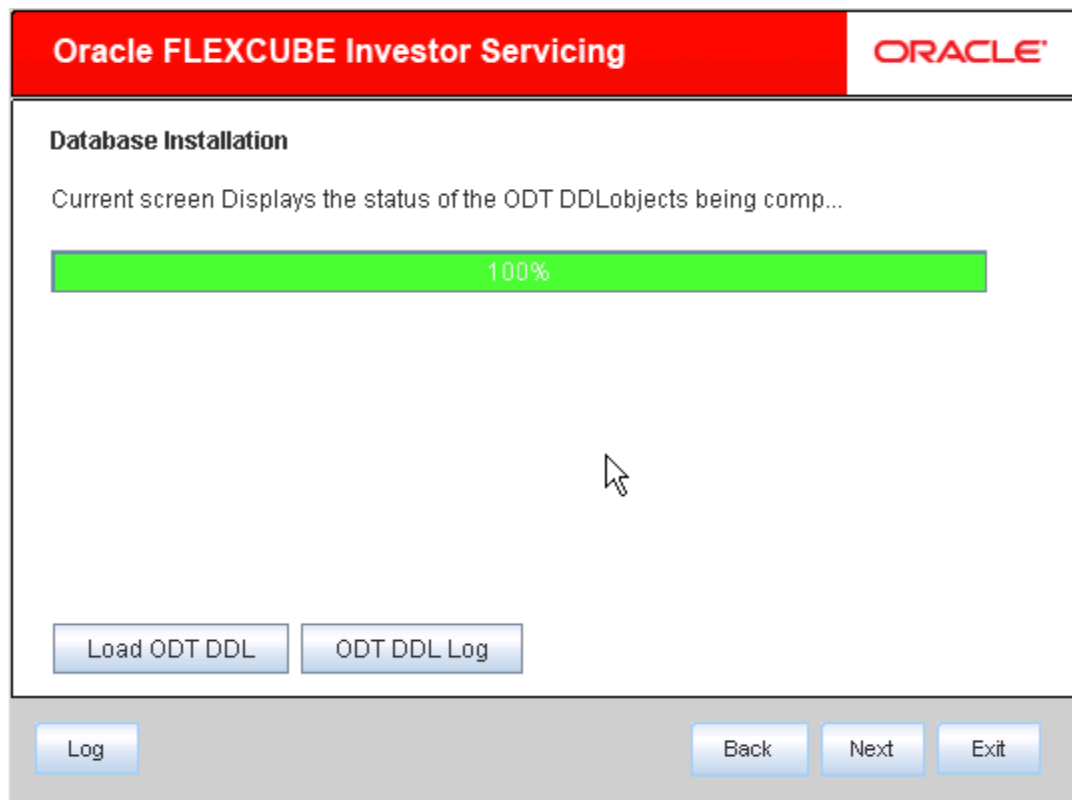 Oracle FLEXCUBE Investor Servicing
ORACLE
Database Installation
Current screen Displays the status of the ODT DDLobjects being comp...
100%
Load ODT DDL
ODT DDL Log
Log
Back
Next
Exit